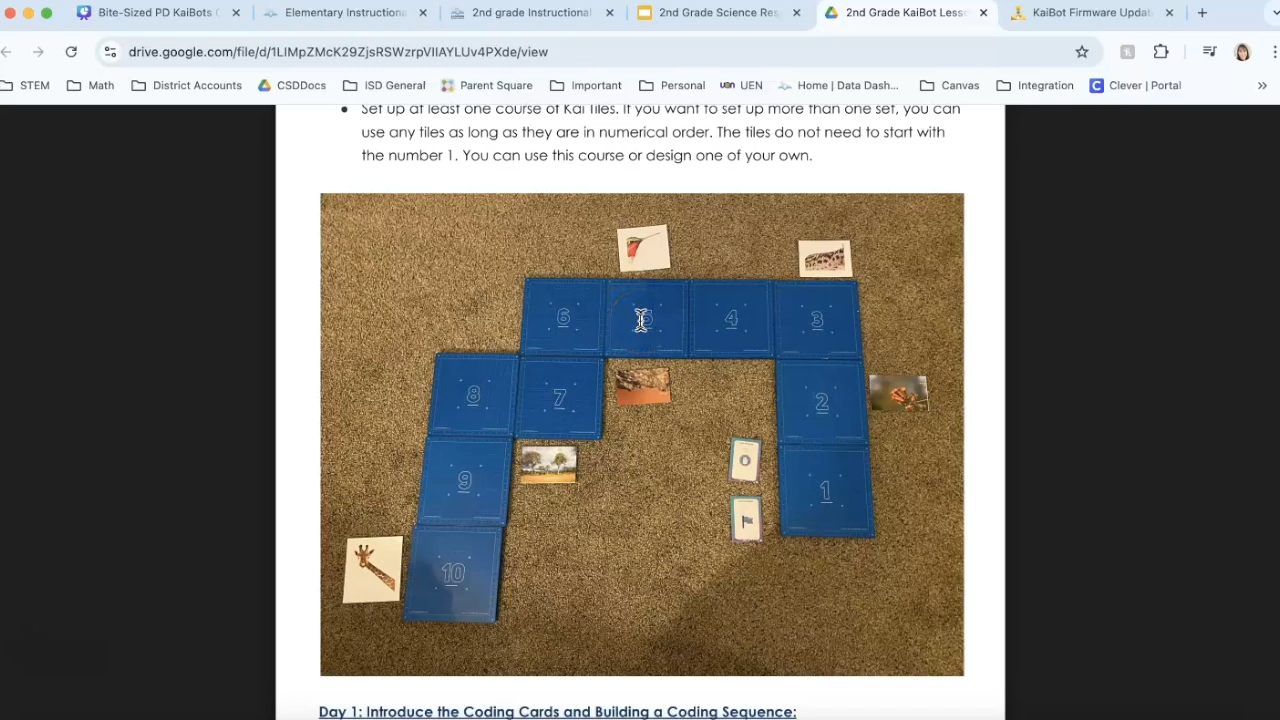 Bite-Sized PD KaiBots
Elementary Instructiona
2nd grade Instructional
2nd Grade Science Res
2nd Grade KaiBot Less
KaiBot Firmware Updat
drive.google.com/file/d/1LIMpZMcK29ZjsRSWzrpVIIAYLUv4PXde/view
STEM
Math
District Accounts
CSDDocs
ISD General
Parent Square
Important
Personal
uen UEN
Home | Data Dash...
Canvas
Integration
C Clever | Portal
• Set up at least one course of Kai Tiles. If you want to set up more than one set, you can
use any tiles as long as they are in numerical order. The tiles do not need to start with
the number 1. You can use this course or design one of your own.
6
5
4
3
8
7
2
9
1
10
Day 1: Introduce the Coding Cards and Building a Coding Sequence: